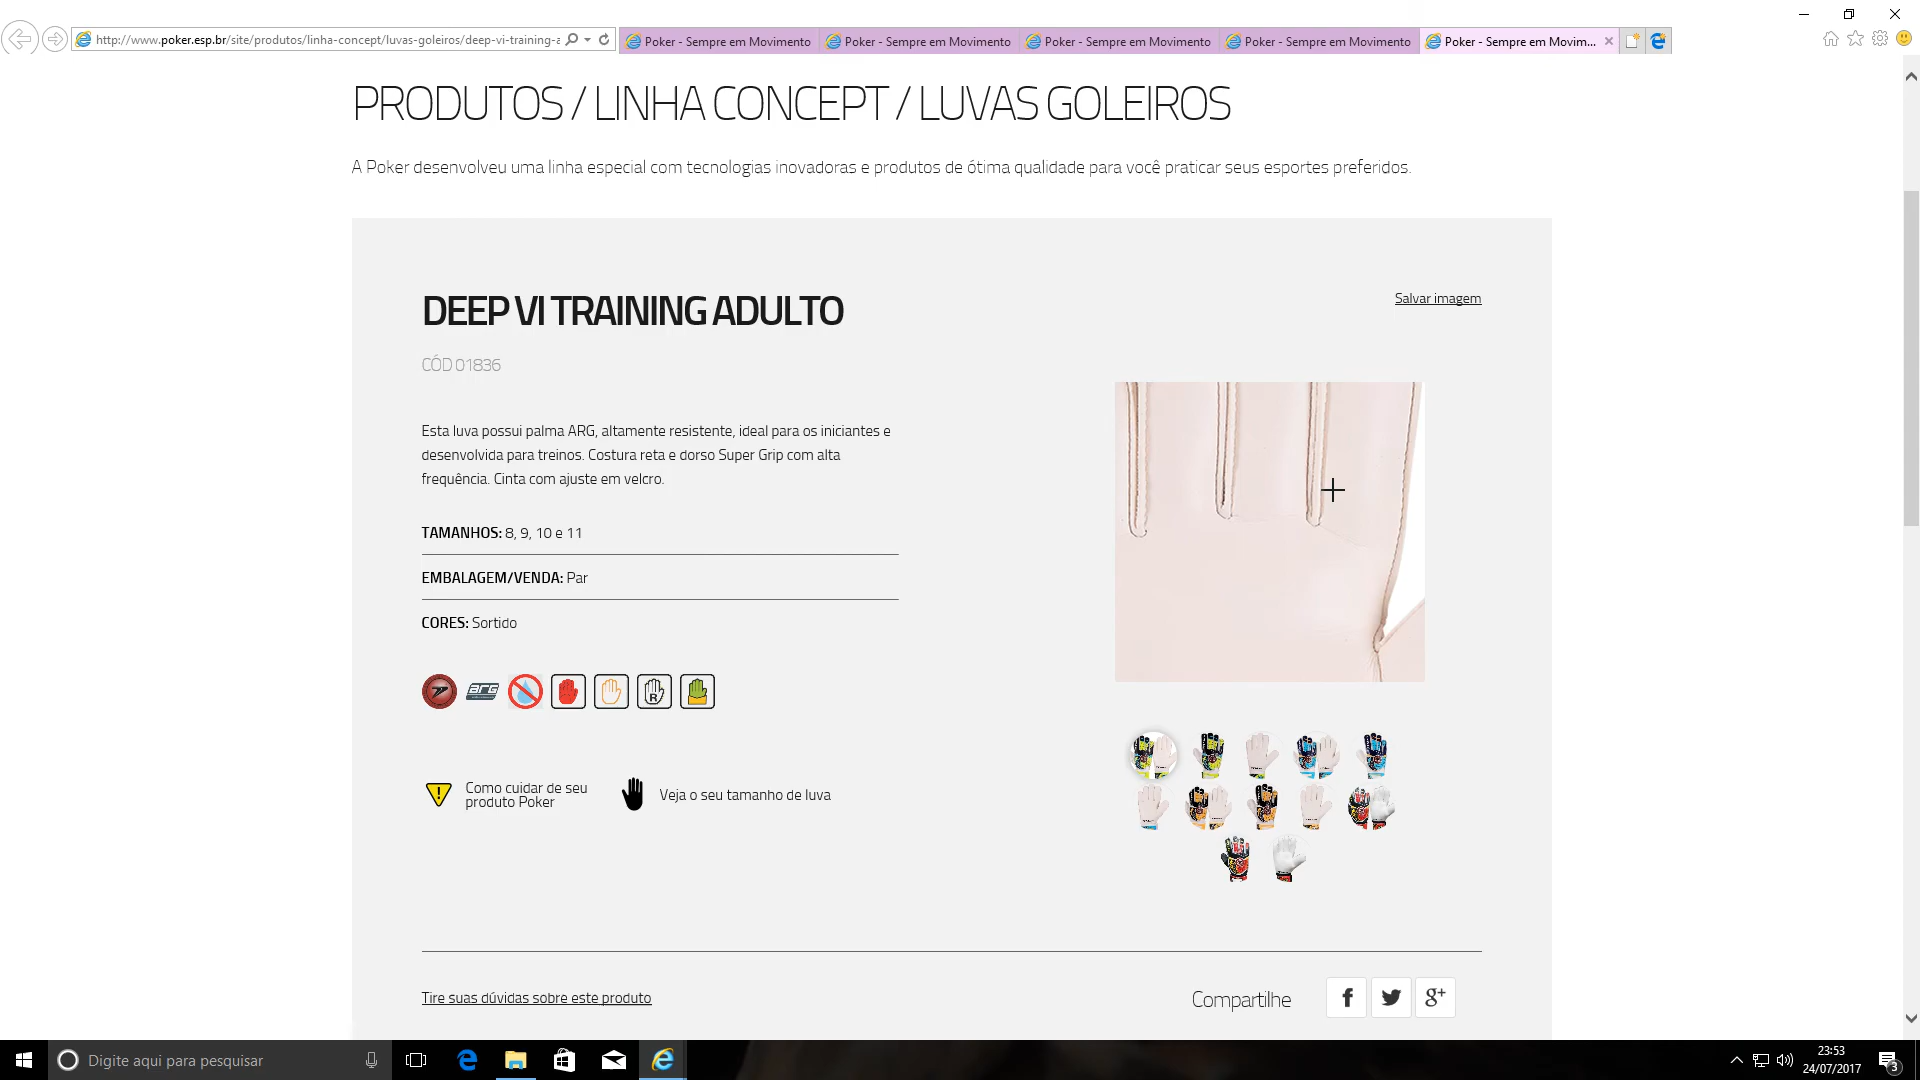 http://www.poker.esp.br/site/produtos/linha-concept/luvas-goleiros/deep-vi-training-a
Poker - Sempre em Movimento
Poker - Sempre em Movimento
Poker - Sempre em Movimento
Poker - Sempre em Movimento
Poker - Sempre em Movim...
PRODUTOS / LINHA CONCEPT / LUVAS GOLEIROS
A Poker desenvolveu uma linha especial com tecnologias inovadoras e produtos de ótima qualidade para você praticar seus esportes preferidos.
DEEP VI TRAINING ADULTO
Salvar imagem
CÓD 01836
Esta luva possui palma ARG, altamente resistente, ideal para os iniciantes e
desenvolvida para treinos. Costura reta e dorso Super Grip com alta
frequência. Cinta com ajuste em velcro.
TAMANHOS: 8, 9, 10 e 11
EMBALAGEM/VENDA: Par
CORES: Sortido
ARG
R
Como cuidar de seu
produto Poker
Veja o seu tamanho de luva
Tire suas dúvidas sobre este produto
Compartilhe
f
g+
Digite aqui para pesquisar
23:53
24/07/2017
3